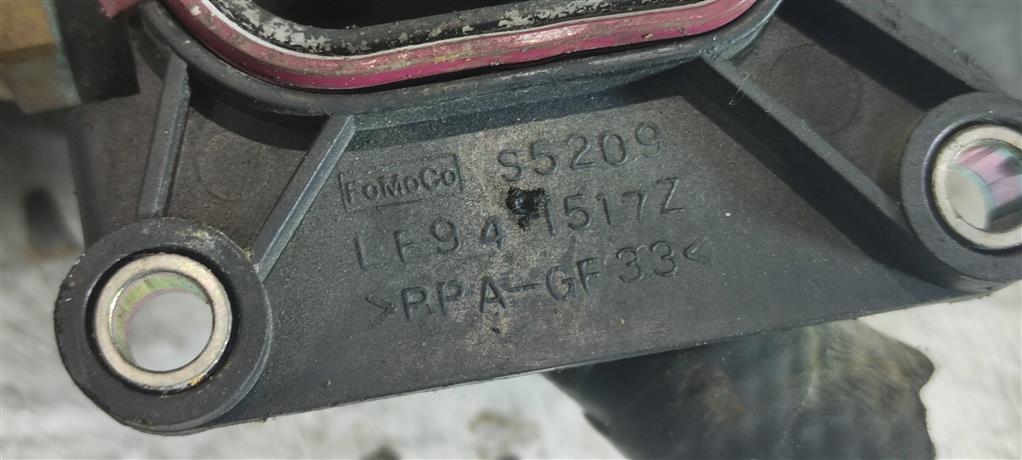 FoMoCo S5209
LF94 1517Z
>PPA-GF33<